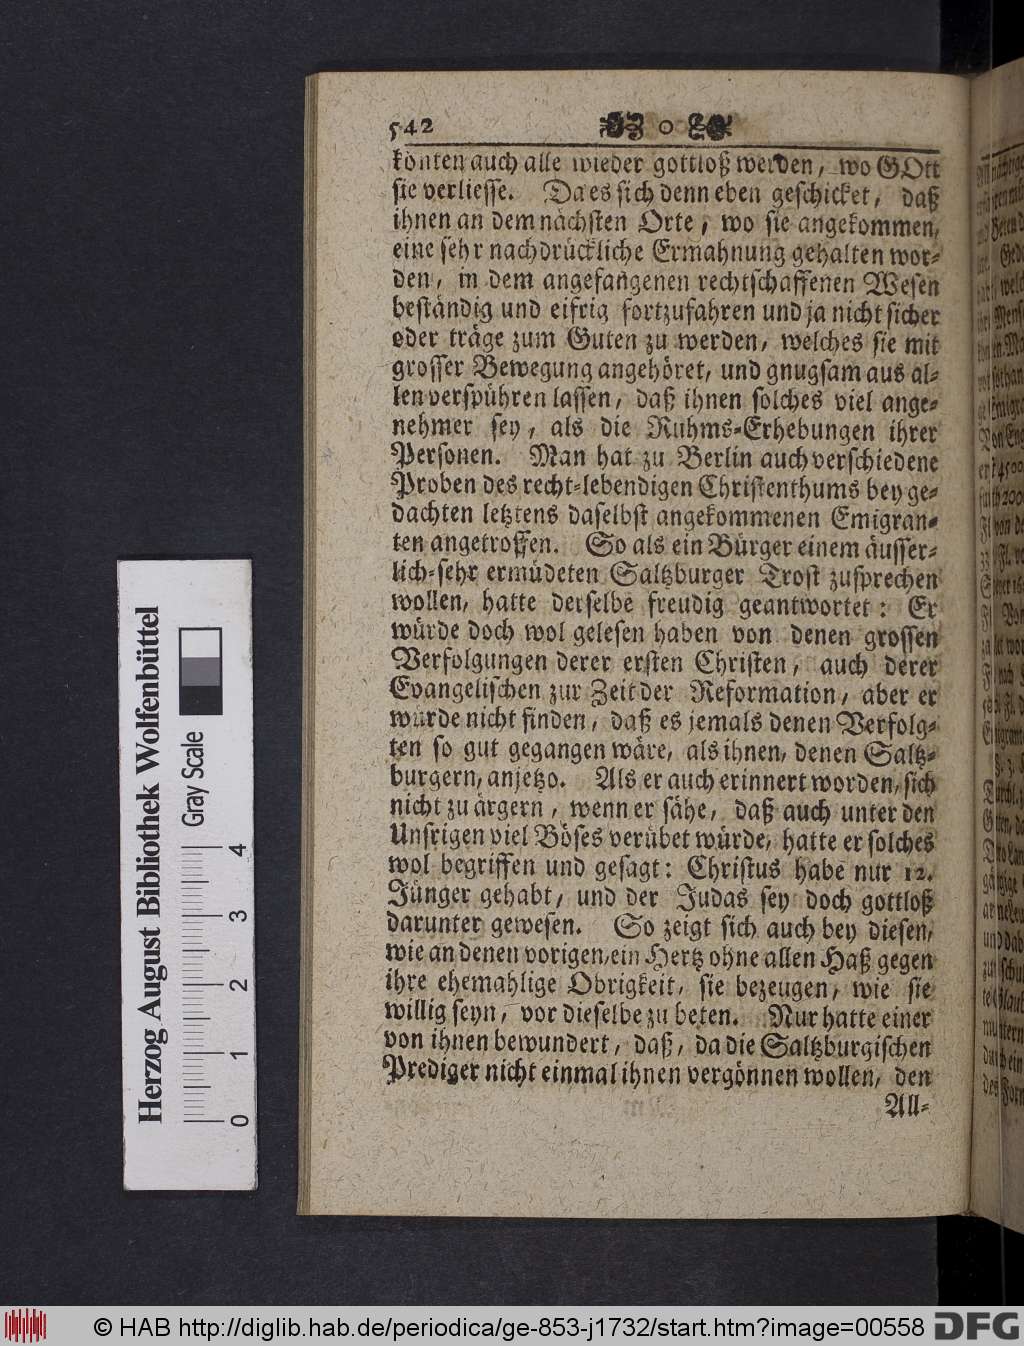 542
könten auch alle wieder gottloß werden, wo GOtt
sie verliesse. Da es sich denn eben geschicket, daß
ihnen an dem nächsten Orte, wo sie angekommen,
eine sehr nachdrückliche Ermahnung gehalten wor-
den, in dem angefangenen rechtschaffenen Wesen
beständig und eifrig fortzufahren und ja nicht sicher
oder träge zum Guten zu werden, welches sie mit
grosser Bewegung angehöret, und gnugsam aus al-
len verspühren lassen, daß ihnen solches viel ange-
nehmer sey, als die Ruhms-Erhebungen ihrer
Personen. Man hat zu Berlin auch verschiedene
Proben des recht-lebendigen Christenthums bey ge-
dachten letztens daselbst angekommenen Emigran-
ten angetroffen. So als ein Bürger einem äusser-
lich-sehr ermüdeten Saltzburger Trost zusprechen
wollen, hatte derselbe freudig geantwortet: Er
würde doch wol gelesen haben von denen grossen
Verfolgungen derer ersten Christen, auch derer
Evangelischen zur Zeit der Reformation, aber er
würde nicht finden, daß es jemals denen Verfolg-
ten so gut gegangen wäre, als ihnen, denen Saltz-
burgern, anjetzo. Als er auch erinnert worden, sich
nicht zu ärgern, wenn er sähe, daß auch unter den
Unsrigen viel Böses verübet würde, hatte er solches
wol begriffen und gesagt: Christus habe nur 12.
Jünger gehabt, und der Judas sey doch gottloß
darunter gewesen. So zeigt sich auch bey diesen,
wie an denen vorigen, ein Hertz ohne allen Haß gegen
ihre ehemahlige Obrigkeit, sie bezeugen, wie sie
willig seyn, vor dieselbe zu beten. Nur hatte einer
von ihnen bewundert, daß, da die Saltzburgischen
Prediger nicht einmal ihnen vergönnen wollen, den
All-
Herzog August Bibliothek Wolfenbüttel
Gray Scale
0 1 2 3 4
© HAB http://diglib.hab.de/periodica/ge-853-j1732/start.htm?image=00558
DFG